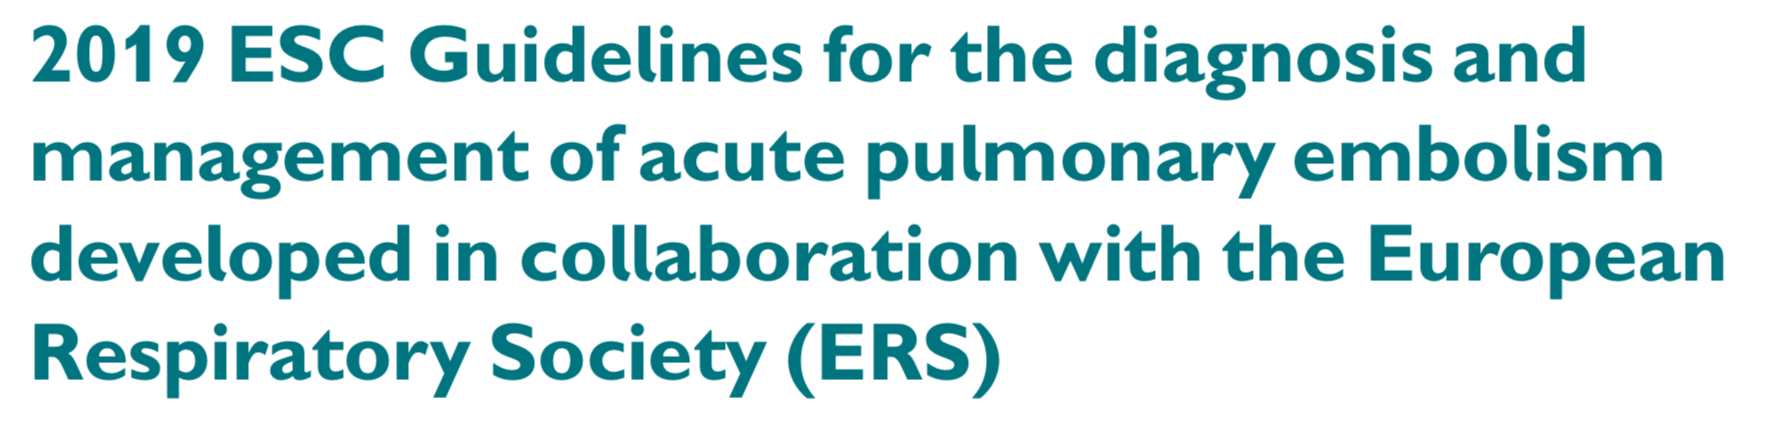 2019 ESC Guidelines for the diagnosis and
management of acute pulmonary embolism
developed in collaboration with the European
Respiratory Society (ERS)